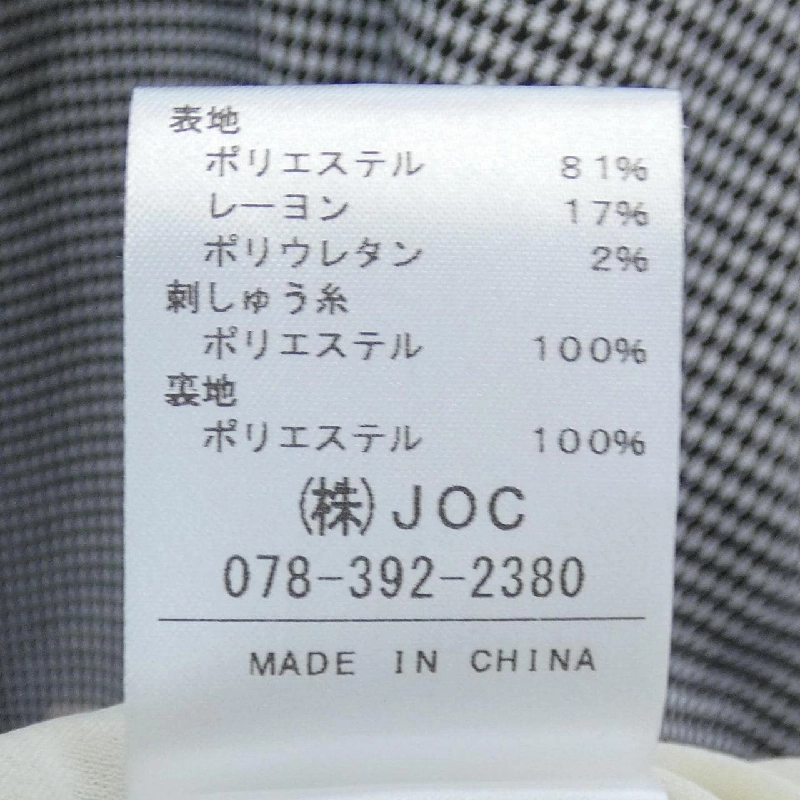 表地
ポリエステル 81%
レーヨン 17%
ポリウレタン 2%
刺しゅう糸
ポリエステル 100%
裏地
ポリエステル 100%
(株)JOC
078-392-2380
MADE IN CHINA